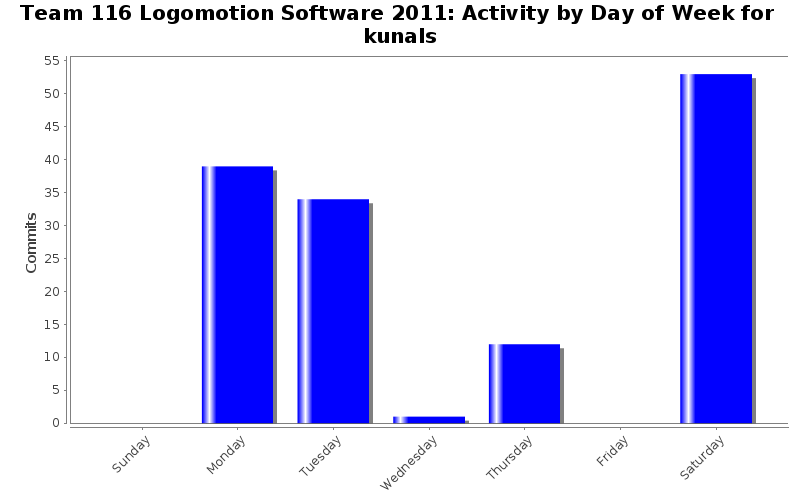 Team 116 Logomotion Software 2011: Activity by Day of Week for
kunals
55
50
45
40
35
30
25
20
15
10
5
0
Commits
Sunday
Monday
Tuesday
Wednesday
Thursday
Friday
Saturday